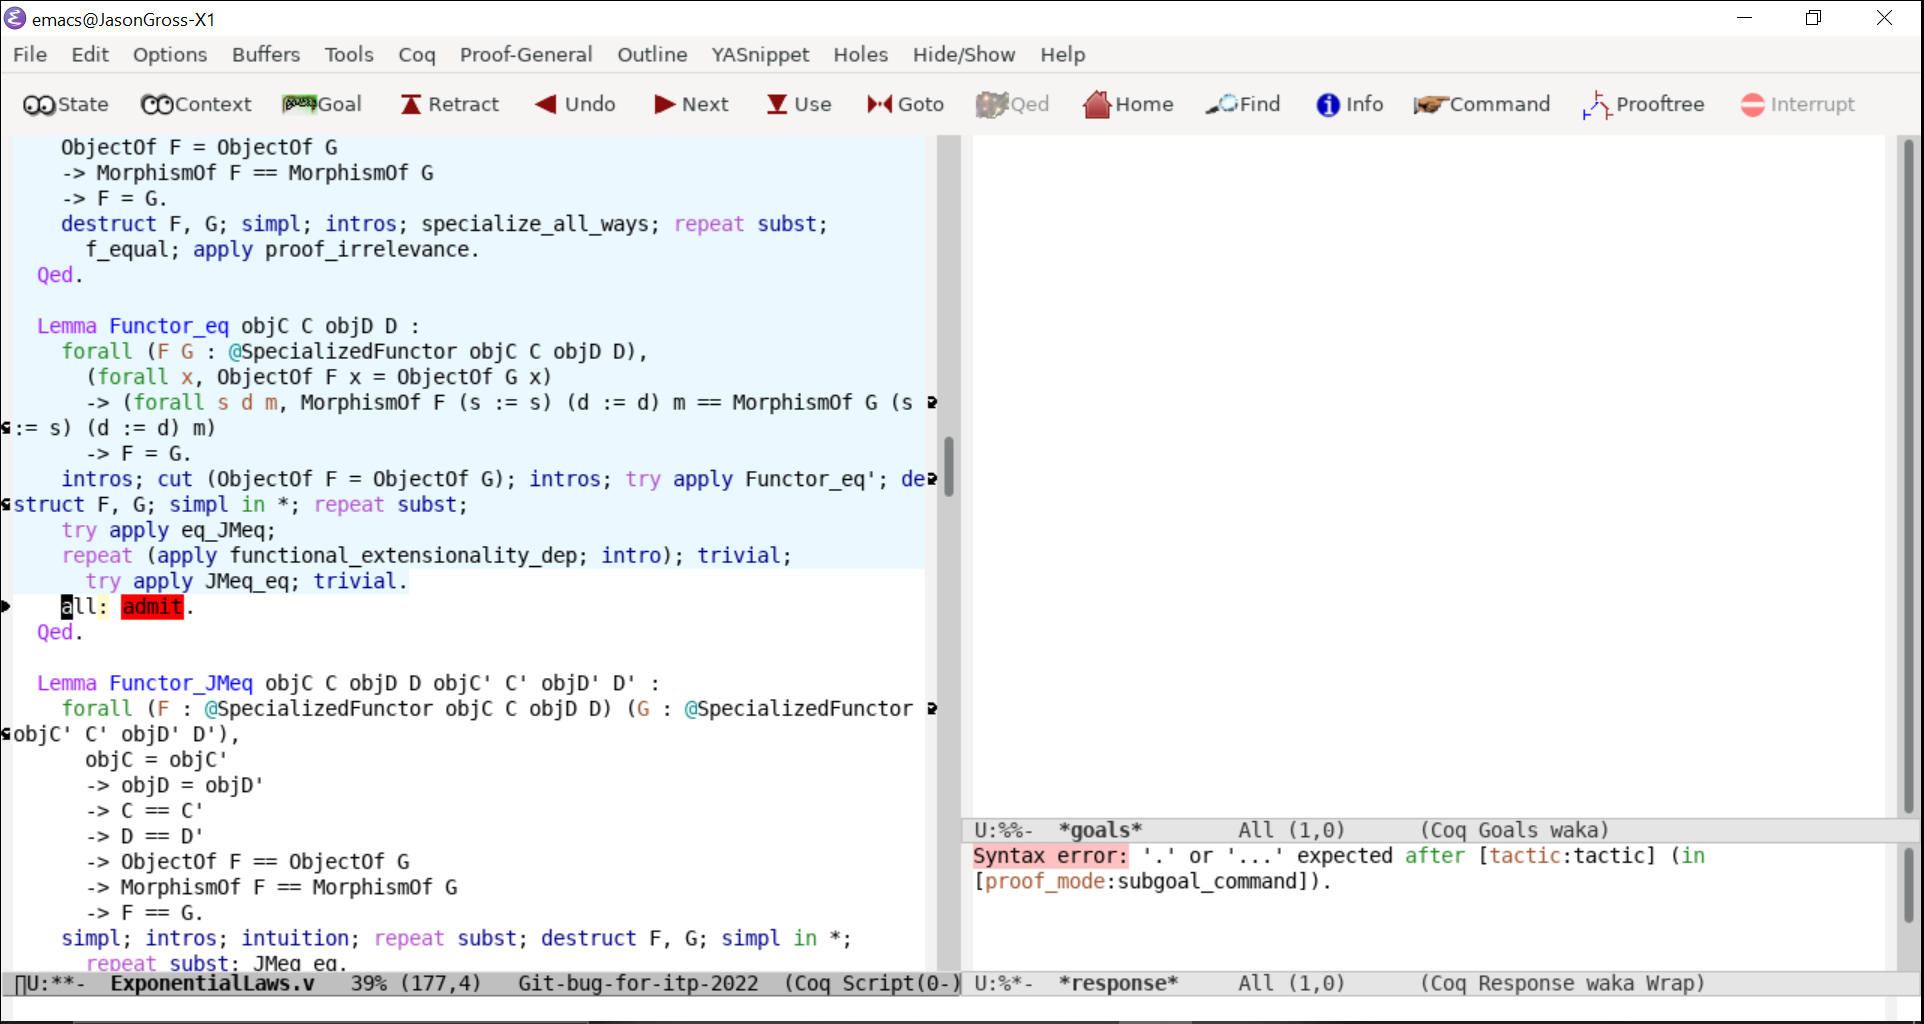 emacs@JasonGross-X1
File Edit Options Buffers Tools Coq Proof-General Outline YASnippet Holes Hide/Show Help
State Context Goal Retract Undo Next Use Goto Qed Home Find Info Command Prooftree Interrupt
ObjectOf F = ObjectOf G
-> MorphismOf F == MorphismOf G
-> F = G.
destruct F, G; simpl; intros; specialize_all_ways; repeat subst;
f_equal; apply proof_irrelevance.
Qed.
Lemma Functor_eq objC C objD D :
forall (F G : @SpecializedFunctor objC C objD D),
(forall x, ObjectOf F x = ObjectOf G x)
-> (forall s d m, MorphismOf F (s := s) (d := d) m == MorphismOf G (s
:= s) (d := d) m)
-> F = G.
intros; cut (ObjectOf F = ObjectOf G); intros; try apply Functor_eq'; de
struct F, G; simpl in *; repeat subst;
try apply eq_JMeq;
repeat (apply functional_extensionality_dep; intro); trivial;
try apply JMeq_eq; trivial.
all: admit.
Qed.
Lemma Functor_JMeq objC C objD D objC' C' objD' D' :
forall (F : @SpecializedFunctor objC C objD D) (G : @SpecializedFunctor
objC' C' objD' D'),
objC = objC'
-> objD = objD'
-> C == C'
-> D == D'
-> ObjectOf F == ObjectOf G
-> MorphismOf F == MorphismOf G
-> F == G.
simpl; intros; intuition; repeat subst; destruct F, G; simpl in *;
repeat subst; JMeq_eq.
U:**- ExponentialLaws.v 39% (177,4) Git-bug-for-itp-2022 (Coq Script(0-)
U:%%- *goals* All (1,0) (Coq Goals waka)
Syntax error: '.' or '...' expected after [tactic:tactic] (in
[proof_mode:subgoal_command]).
U:%*- *response* All (1,0) (Coq Response waka Wrap)